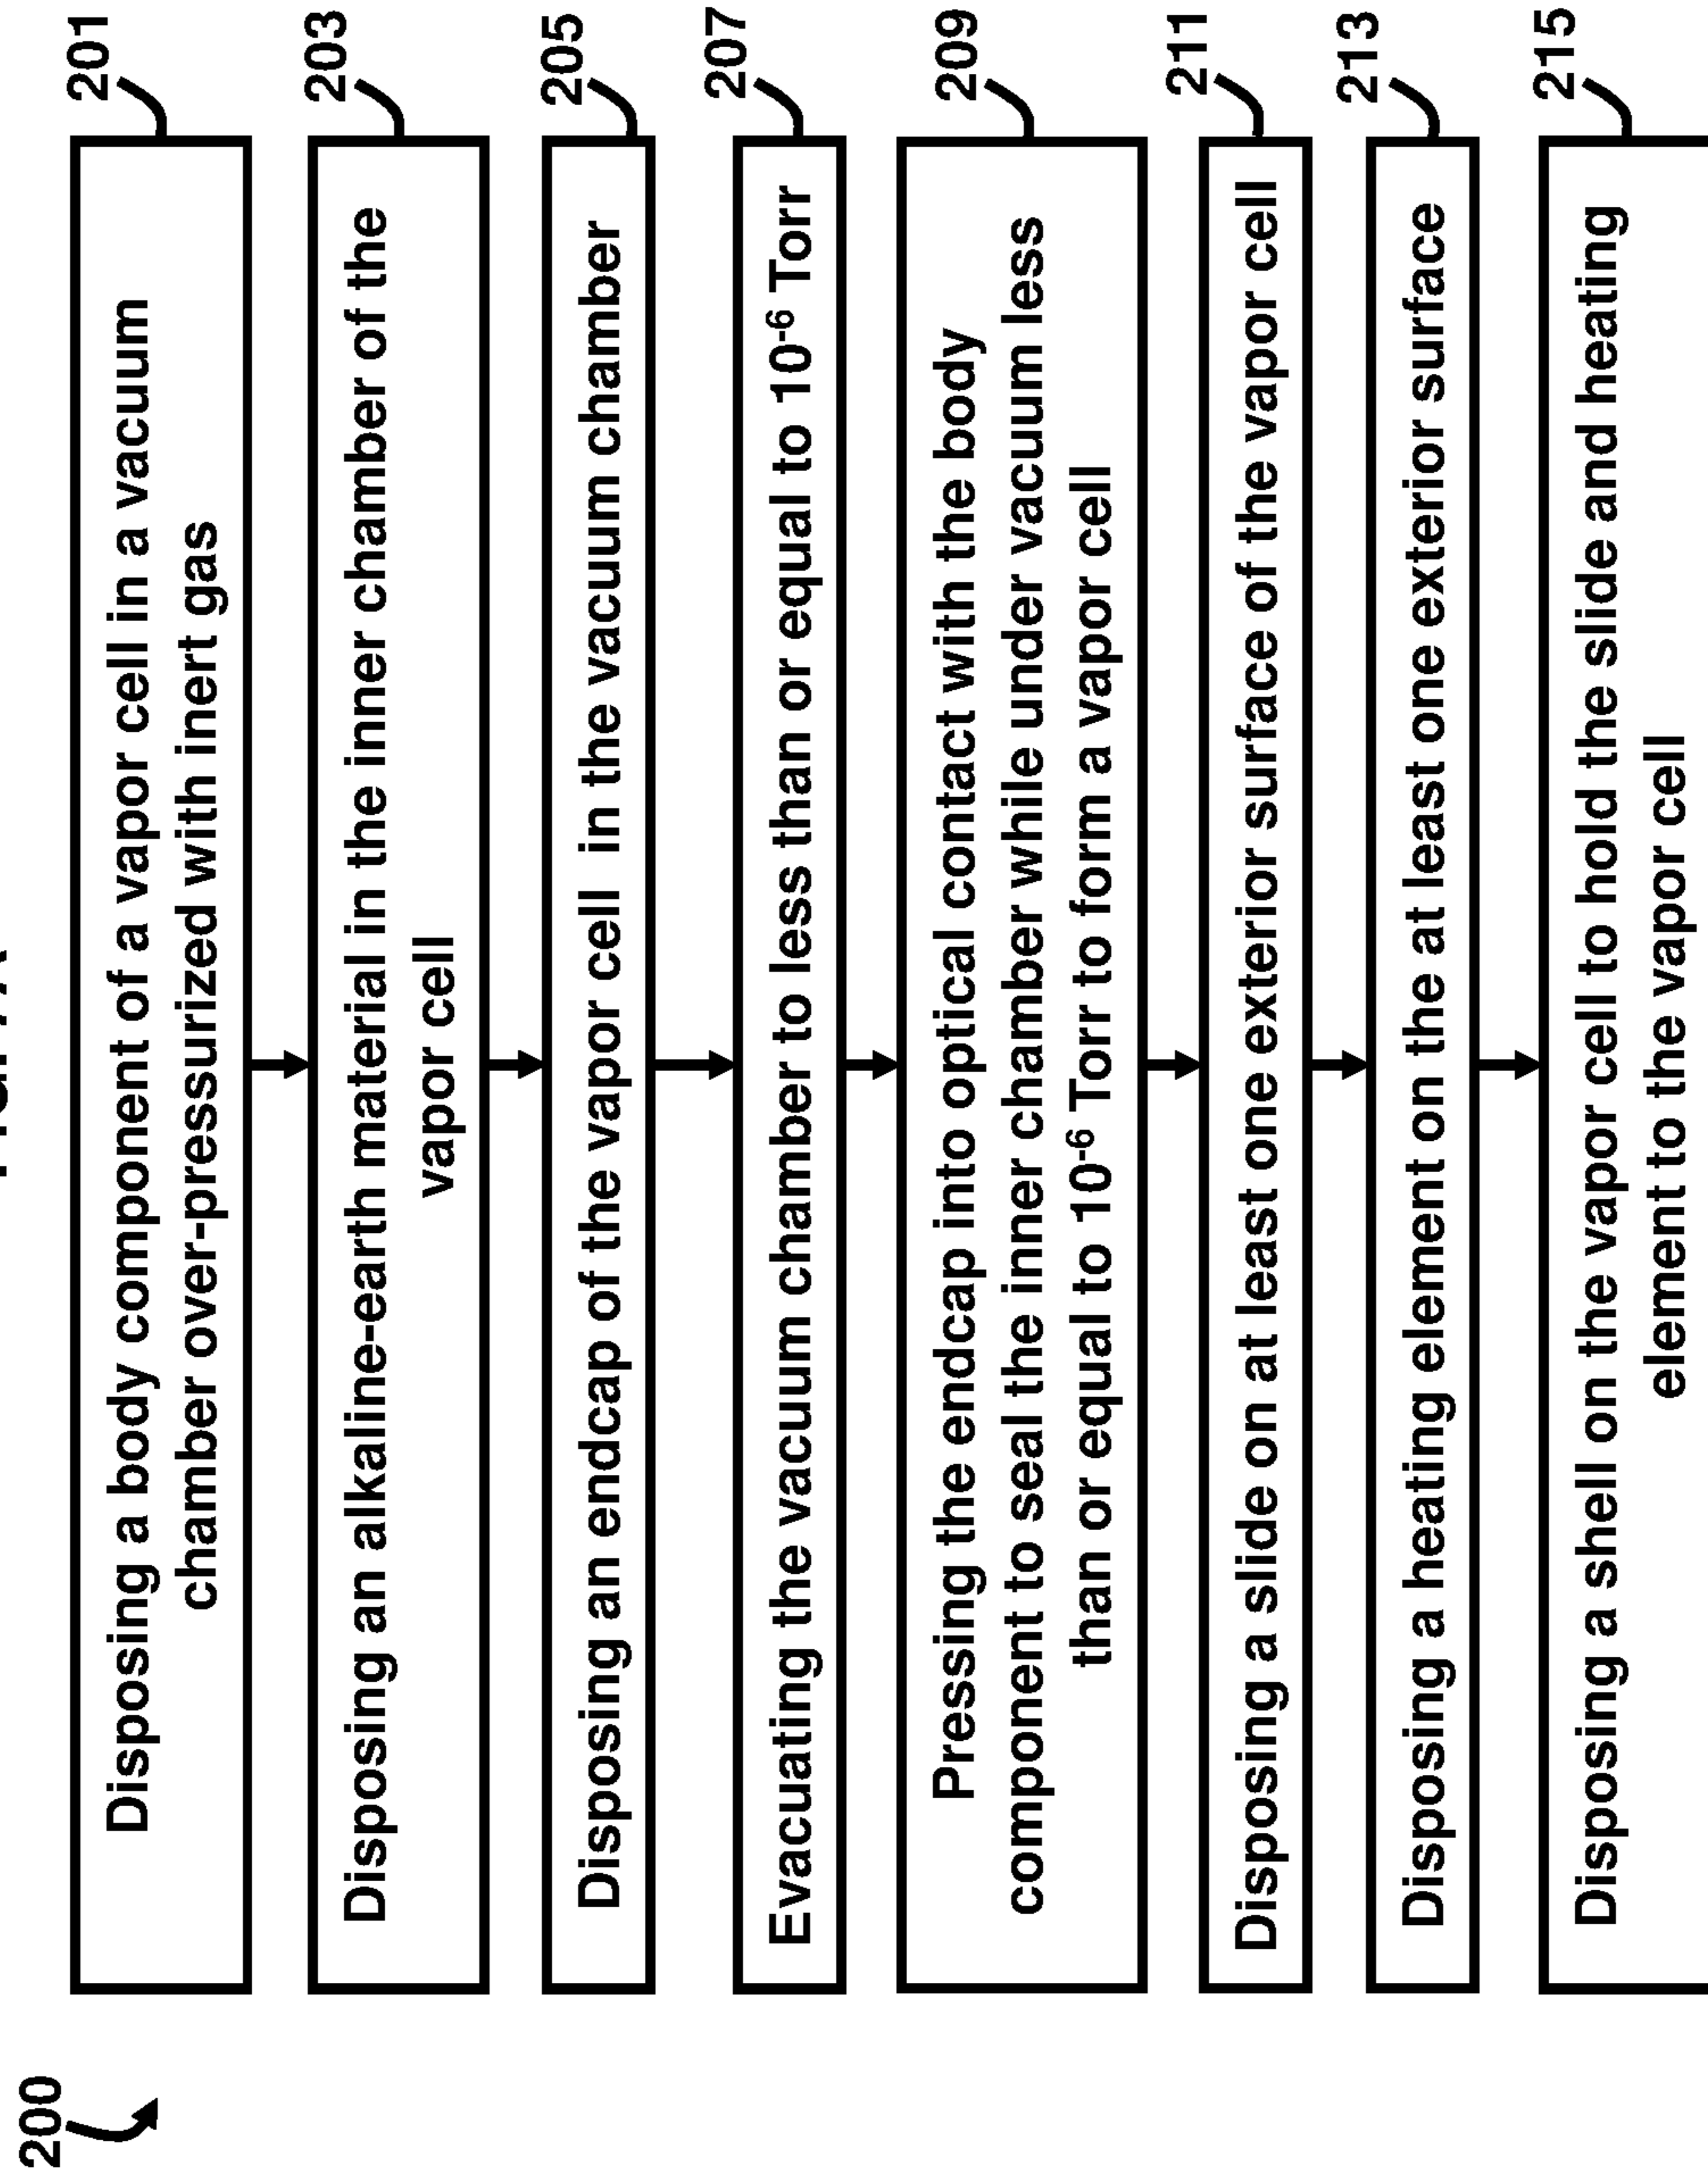 200
201
Disposing a body component of a vapor cell in a vacuum
chamber over-pressurized with inert gas
203
Disposing an alkaline-earth material in the inner chamber of the
vapor cell
205
Disposing an endcap of the vapor cell in the vacuum chamber
207
Evacuating the vacuum chamber to less than or equal to 10⁻⁶ Torr
209
Pressing the endcap into optical contact with the body
component to seal the inner chamber while under vacuum less
than or equal to 10⁻⁶ Torr to form a vapor cell
211
Disposing a slide on at least one exterior surface of the vapor cell
213
Disposing a heating element on the at least one exterior surface
215
Disposing a shell on the vapor cell to hold the slide and heating
element to the vapor cell